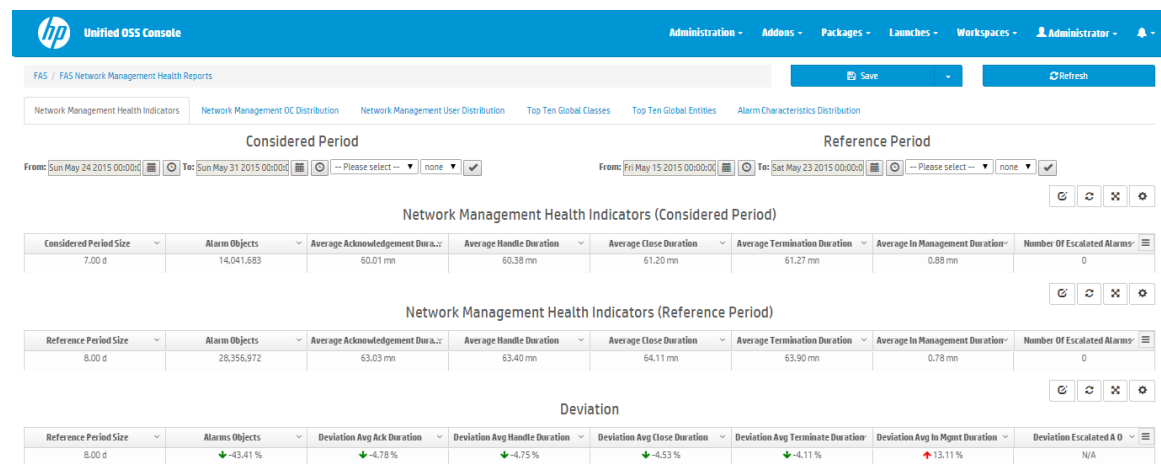 hp Unified OSS Console Administration Addons Packages Launches Workspaces Administrator
FAS / FAS Network Management Health Reports Save Refresh
Network Management Health Indicators Network Management OC Distribution Network Management User Distribution Top Ten Global Classes Top Ten Global Entities Alarm Characteristics Distribution
Considered Period Reference Period
From: Sun May 24 2015 00:00:0 To: Sun May 31 2015 00:00:0 -- Please select -- none From: Fri May 15 2015 00:00:00 To: Sat May 23 2015 00:00:0 -- Please select -- none
Network Management Health Indicators (Considered Period)
Considered Period Size Alarm Objects Average Acknowledgement Dura... Average Handle Duration Average Close Duration Average Termination Duration Average In Management Duration Number Of Escalated Alarms
7.00 d 14,041,683 60.01 mn 60.38 mn 61.20 mn 61.27 mn 0.88 mn 0
Network Management Health Indicators (Reference Period)
Reference Period Size Alarm Objects Average Acknowledgement Dura... Average Handle Duration Average Close Duration Average Termination Duration Average In Management Duration Number Of Escalated Alarms
8.00 d 28,356,972 63.03 mn 63.40 mn 64.11 mn 63.90 mn 0.78 mn 0
Deviation
Reference Period Size Alarms Objects Deviation Avg Ack Duration Deviation Avg Handle Duration Deviation Avg Close Duration Deviation Avg Terminate Duration Deviation Avg In Mgmt Duration Deviation Escalated A O
8.00 d -43.41 % -4.78 % -4.75 % -4.53 % -4.11 % 13.11 % N/A